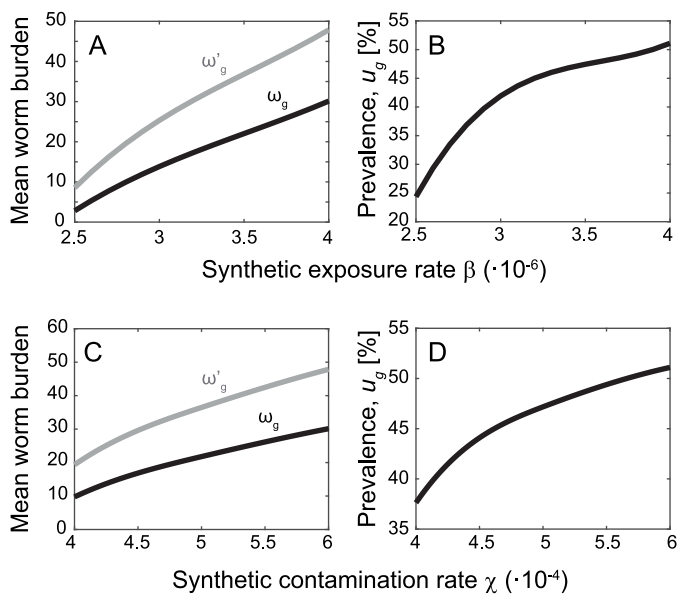 A
Mean worm burden
50
40
30
20
10
0
ω'g
ωg
2.5 3 3.5 4
B
Prevalence, ug [%]
55
50
45
40
35
30
25
20
2.5 3 3.5 4
Synthetic exposure rate β (·10-6)
C
Mean worm burden
60
50
40
30
20
10
0
ω'g
ωg
4 4.5 5 5.5 6
D
Prevalence, ug [%]
55
50
45
40
35
4 4.5 5 5.5 6
Synthetic contamination rate χ (·10-4)